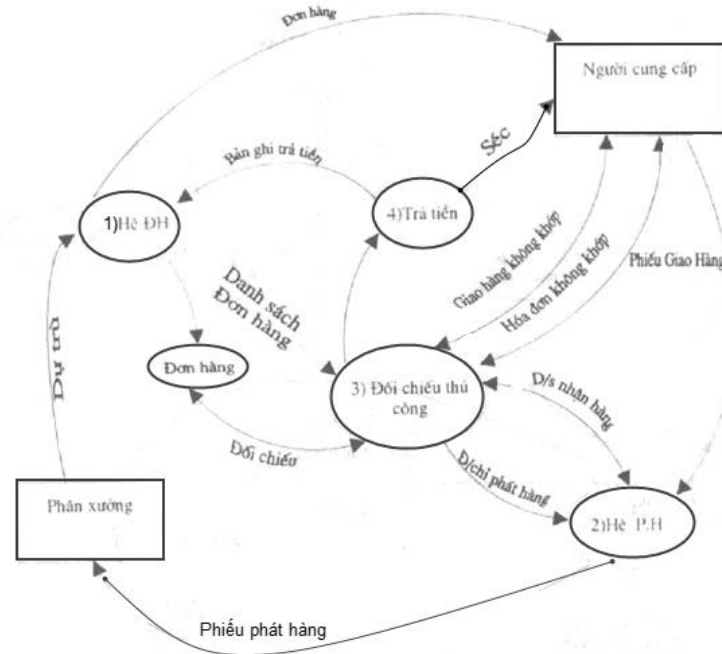 Đơn hàng
Người cung cấp
Séc
Bản ghi trả tiền
1)Hê ĐH
4)Trả tiền
Giao hàng không khớp
Hóa đơn không khớp
Phiếu Giao Hàng
Danh sách
Đơn hàng
Dự trù
Đơn hàng
3) Đối chiếu thủ
công
D/s nhận hàng
Đối chiếu
Đ/chỉ phát hàng
Phân xưởng
2)Hê P.H
Phiếu phát hàng